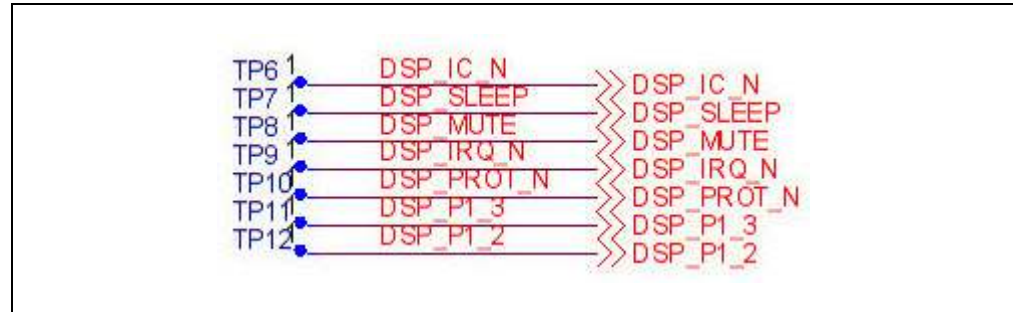 TP6 1 DSP_IC_N DSP_IC_N
TP7 1 DSP_SLEEP DSP_SLEEP
TP8 1 DSP_MUTE DSP_MUTE
TP9 1 DSP_IRQ_N DSP_IRQ_N
TP10 1 DSP_PROT_N DSP_PROT_N
TP11 1 DSP_P1_3 DSP_P1_3
TP12 1 DSP_P1_2 DSP_P1_2